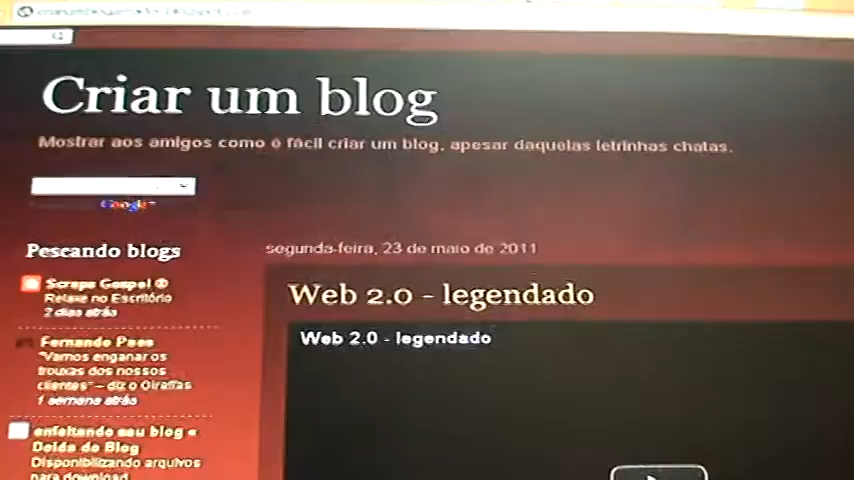 Criar um blog
Mostrar aos amigos como é fácil criar um blog, apesar daquelas letrinhas chatas.
Google
Pescando blogs
segunda-feira, 23 de maio de 2011
Scraps Gospel ®
Relaxe no Escritório
2 dias atrás
Web 2.0 - legendado
Web 2.0 - legendado
Fernando Paes
"Vamos enganar os
trouxas dos nossos
clientes" – diz o Giraffas
1 semana atrás
enfeitando seu blog «
Doida do Blog
Disponibilizando arquivos
para download